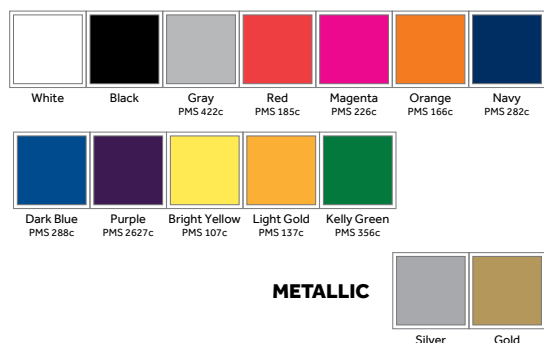 White Black Gray Red Magenta Orange Navy
PMS 422c PMS 185c PMS 226c PMS 166c PMS 282c
Dark Blue Purple Bright Yellow Light Gold Kelly Green
PMS 288c PMS 2627c PMS 107c PMS 137c PMS 356c
METALLIC
Silver Gold